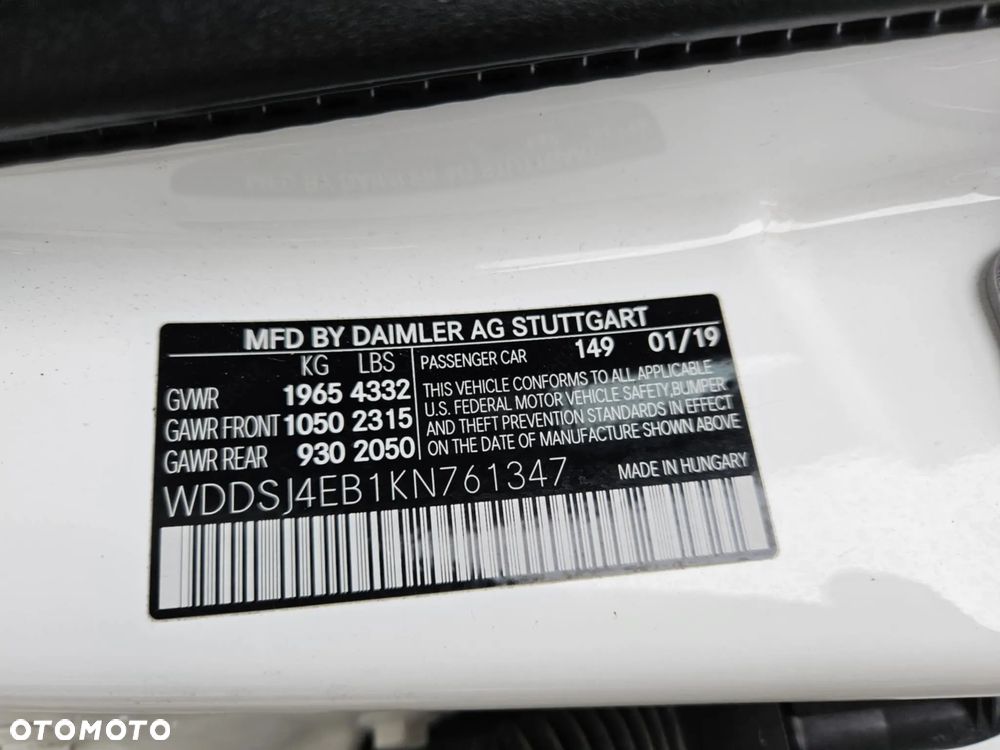 MFD BY DAIMLER AG STUTTGART
KG LBS
GVWR 1965 4332
GAWR FRONT 1050 2315
GAWR REAR 930 2050
PASSENGER CAR 149 01/19
THIS VEHICLE CONFORMS TO ALL APPLICABLE
U.S. FEDERAL MOTOR VEHICLE SAFETY, BUMPER
AND THEFT PREVENTION STANDARDS IN EFFECT
ON THE DATE OF MANUFACTURE SHOWN ABOVE
WDDSJ4EB1KN761347
MADE IN HUNGARY
OTOMOTO